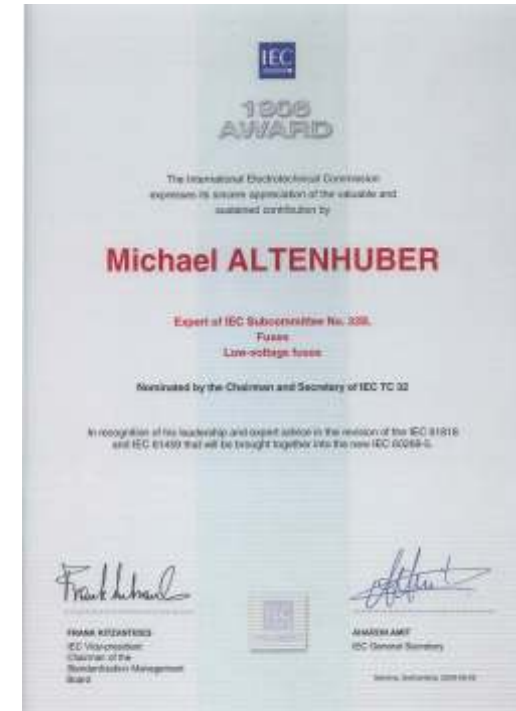 IEC
1906
AWARD
The International Electrotechnical Commission
expresses its sincere appreciation of the valuable and
sustained contribution by
Michael ALTENHUBER
Expert of IEC Subcommittee No. 32B,
Fuses
Low-voltage fuses
Nominated by the Chairman and Secretary of IEC TC 32
In recognition of his leadership and expert advice in the revision of the IEC 61818
and IEC 61459 that will be brought together into the new IEC 60269-5.
FRANK KITZANTIDES
IEC Vice-president
Chairman of the
Standardization Management
Board
AHARON AMIT
IEC General Secretary
Geneva, Switzerland,